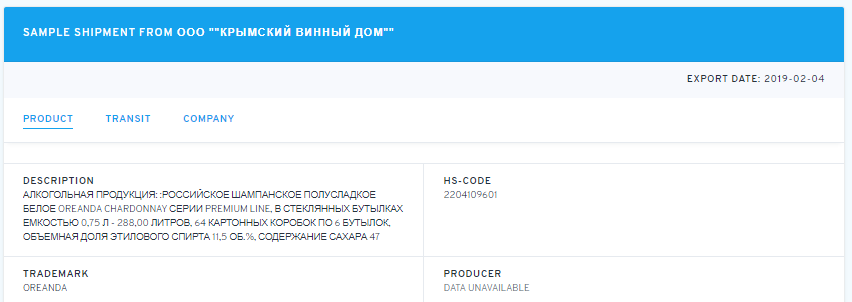 SAMPLE SHIPMENT FROM ООО ""КРЫМСКИЙ ВИННЫЙ ДОМ""
EXPORT DATE: 2019-02-04
PRODUCT TRANSIT COMPANY
DESCRIPTION
АЛКОГОЛЬНАЯ ПРОДУКЦИЯ: :РОССИЙСКОЕ ШАМПАНСКОЕ ПОЛУСЛАДКОЕ
БЕЛОЕ OREANDA CHARDONNAY СЕРИИ PREMIUM LINE, В СТЕКЛЯННЫХ БУТЫЛКАХ
ЕМКОСТЬЮ 0,75 Л - 288,00 ЛИТРОВ, 64 КАРТОННЫХ КОРОБОК ПО 6 БУТЫЛОК,
ОБЪЕМНАЯ ДОЛЯ ЭТИЛОВОГО СПИРТА 11,5 ОБ.%, СОДЕРЖАНИЕ САХАРА 47
HS-CODE
2204109601
TRADEMARK
OREANDA
PRODUCER
DATA UNAVAILABLE